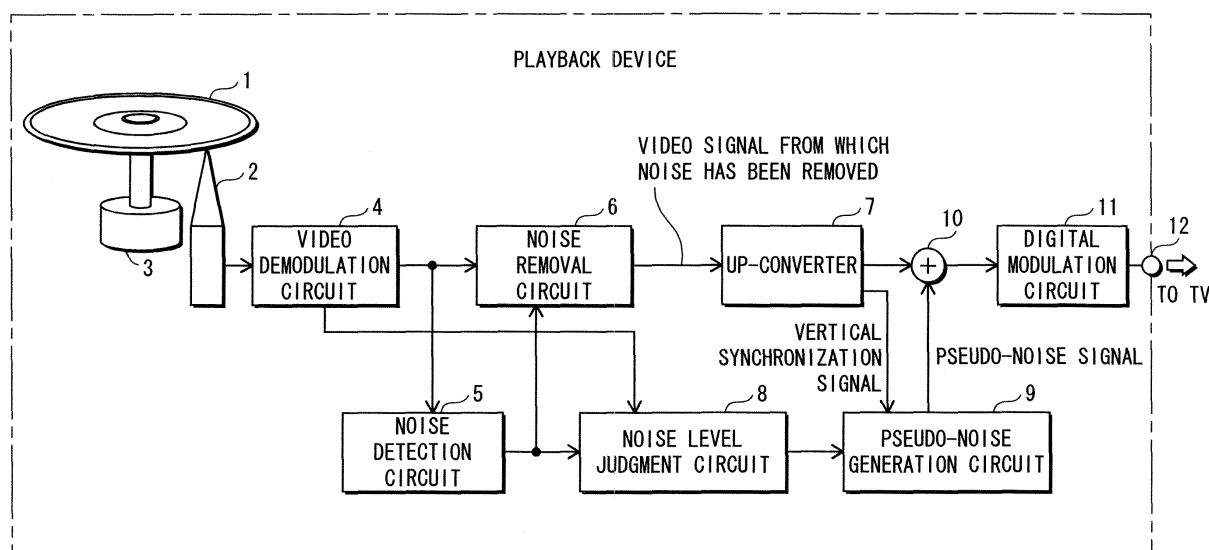 PLAYBACK DEVICE
1
2
3
VIDEO SIGNAL FROM WHICH
NOISE HAS BEEN REMOVED
4
VIDEO
DEMODULATION
CIRCUIT
6
NOISE
REMOVAL
CIRCUIT
7
UP-CONVERTER
10
+
11
DIGITAL
MODULATION
CIRCUIT
12
TO TV
VERTICAL
SYNCHRONIZATION
SIGNAL
PSEUDO-NOISE SIGNAL
5
NOISE
DETECTION
CIRCUIT
8
NOISE LEVEL
JUDGMENT CIRCUIT
9
PSEUDO-NOISE
GENERATION CIRCUIT